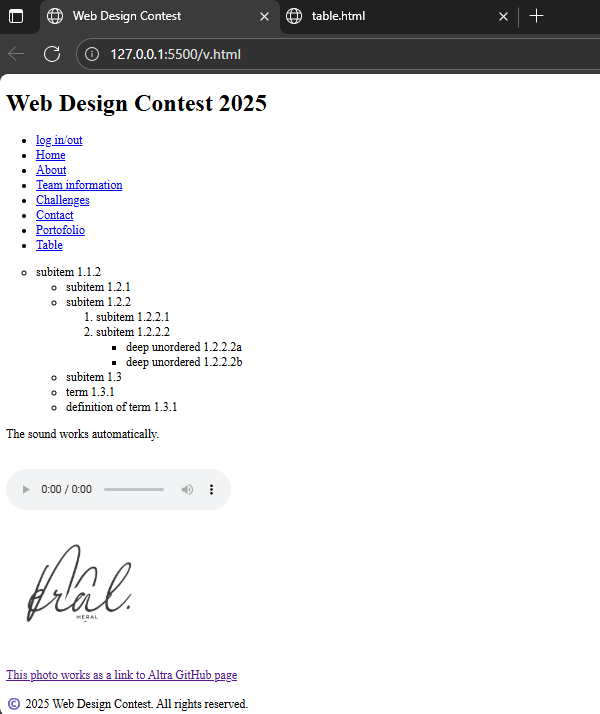 Web Design Contest
table.html
127.0.0.1:5500/v.html
Web Design Contest 2025
log in/out
Home
About
Team information
Challenges
Contact
Portofolio
Table
subitem 1.1.2
subitem 1.2.1
subitem 1.2.2
1. subitem 1.2.2.1
2. subitem 1.2.2.2
deep unordered 1.2.2.2a
deep unordered 1.2.2.2b
subitem 1.3
term 1.3.1
definition of term 1.3.1
The sound works automatically.
0:00 / 0:00
MERAL
This photo works as a link to Altra GitHub page
© 2025 Web Design Contest. All rights reserved.